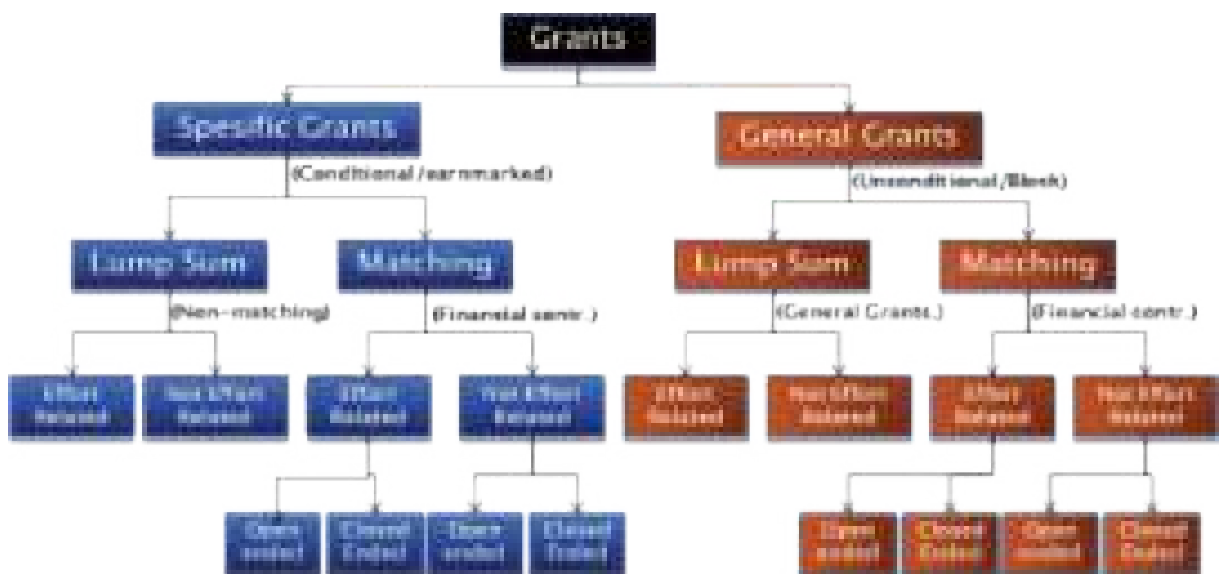 Grants
Spesific Grants
General Grants
(Conditional/earnmarked)
(Unconditional/Block)
Lump Sum
Matching
Lump Sum
Matching
(Non-matching)
(Financial contr.)
(General Grants.)
(Financial contr.)
Effort
Related
Not Effort
Related
Effort
Related
Not Effort
Related
Effort
Related
Not Effort
Related
Effort
Related
Not Effort
Related
Open
ended
Closed
Ended
Open
ended
Closed
Ended
Open
ended
Closed
Ended
Open
ended
Closed
Ended